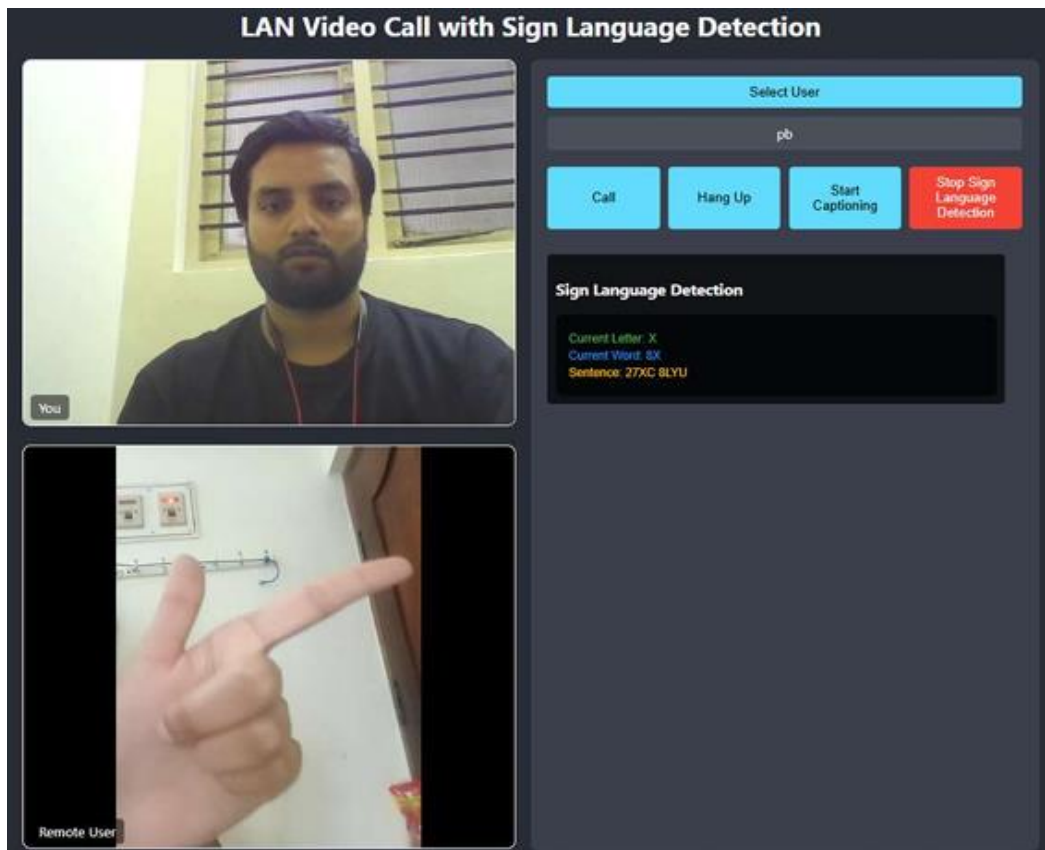 LAN Video Call with Sign Language Detection
You
Remote User
Select User
pb
Call
Hang Up
Start
Captioning
Stop Sign
Language
Detection
Sign Language Detection
Current Letter: X
Current Word: 8X
Sentence: 27XC 8LYU